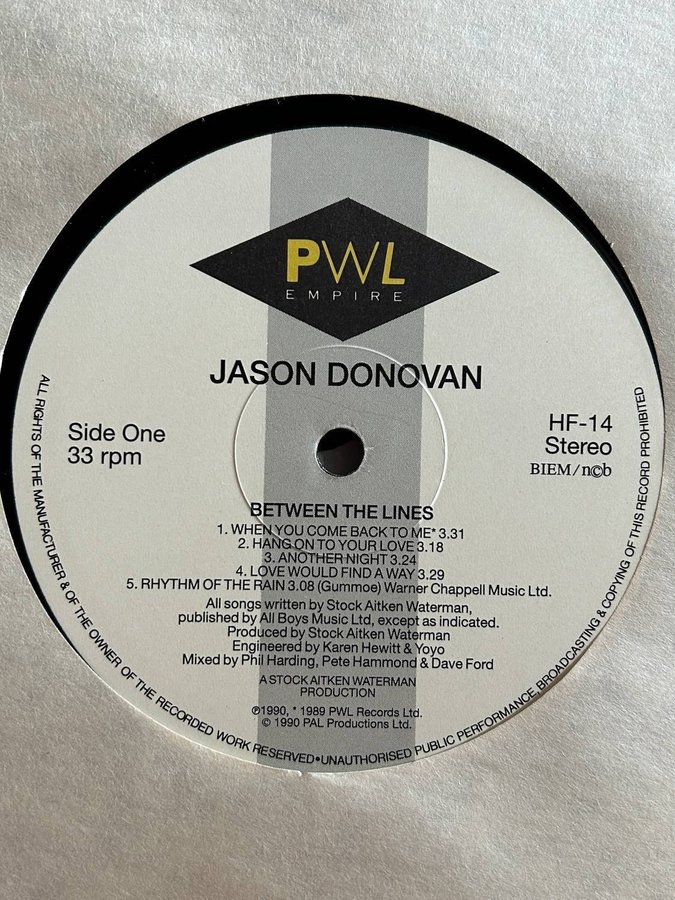 PWL
EMPIRE
JASON DONOVAN
Side One
33 rpm
HF-14
Stereo
BIEM/n©b
BETWEEN THE LINES
1. WHEN YOU COME BACK TO ME* 3.31
2. HANG ON TO YOUR LOVE 3.18
3. ANOTHER NIGHT 3.24
4. LOVE WOULD FIND A WAY 3.29
5. RHYTHM OF THE RAIN 3.08 (Gummoe) Warner Chappell Music Ltd.
All songs written by Stock Aitken Waterman,
published by All Boys Music Ltd, except as indicated.
Produced by Stock Aitken Waterman
Engineered by Karen Hewitt & Yoyo
Mixed by Phil Harding, Pete Hammond & Dave Ford
A STOCK AITKEN WATERMAN
PRODUCTION
℗1990, * 1989 PWL Records Ltd.
© 1990 PAL Productions Ltd.
ALL RIGHTS OF THE MANUFACTURER & OF THE OWNER OF THE RECORDED WORK RESERVED • UNAUTHORISED PUBLIC PERFORMANCE, BROADCASTING & COPYING OF THIS RECORD PROHIBITED